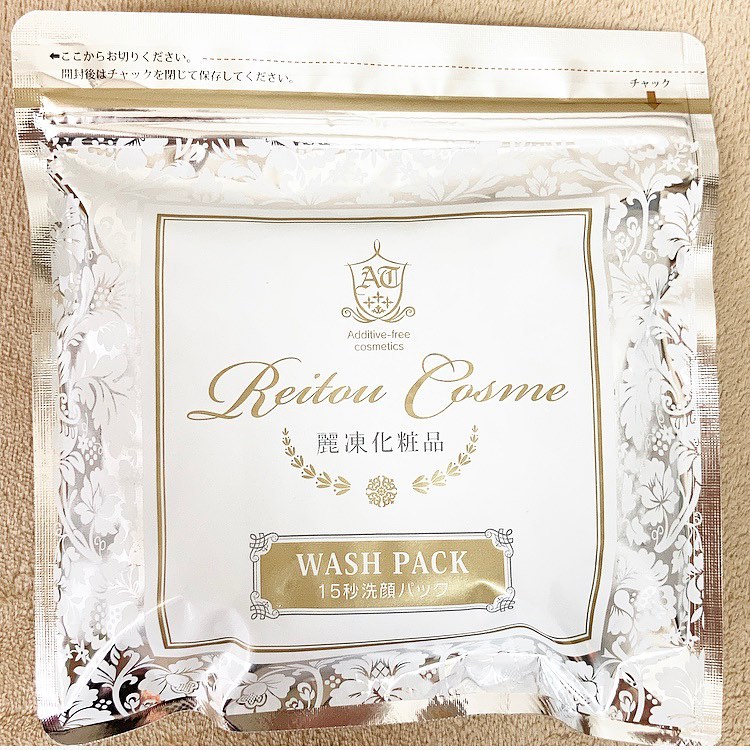 ⬅ここからお切りください。
開封後はチャックを閉じて保存してください。
チャック
AC
Additive-free
cosmetics
Reitou Cosme
麗凍化粧品
WASH PACK
15秒洗顔パック